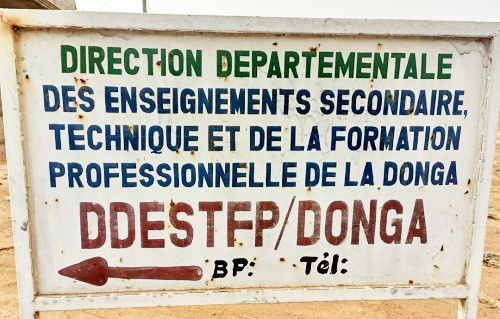 DIRECTION DEPARTEMENTALE
DES ENSEIGNEMENTS SECONDAIRE,
TECHNIQUE ET DE LA FORMATION
PROFESSIONNELLE DE LA DONGA
DDESTFP/DONGA
BP: Tél: